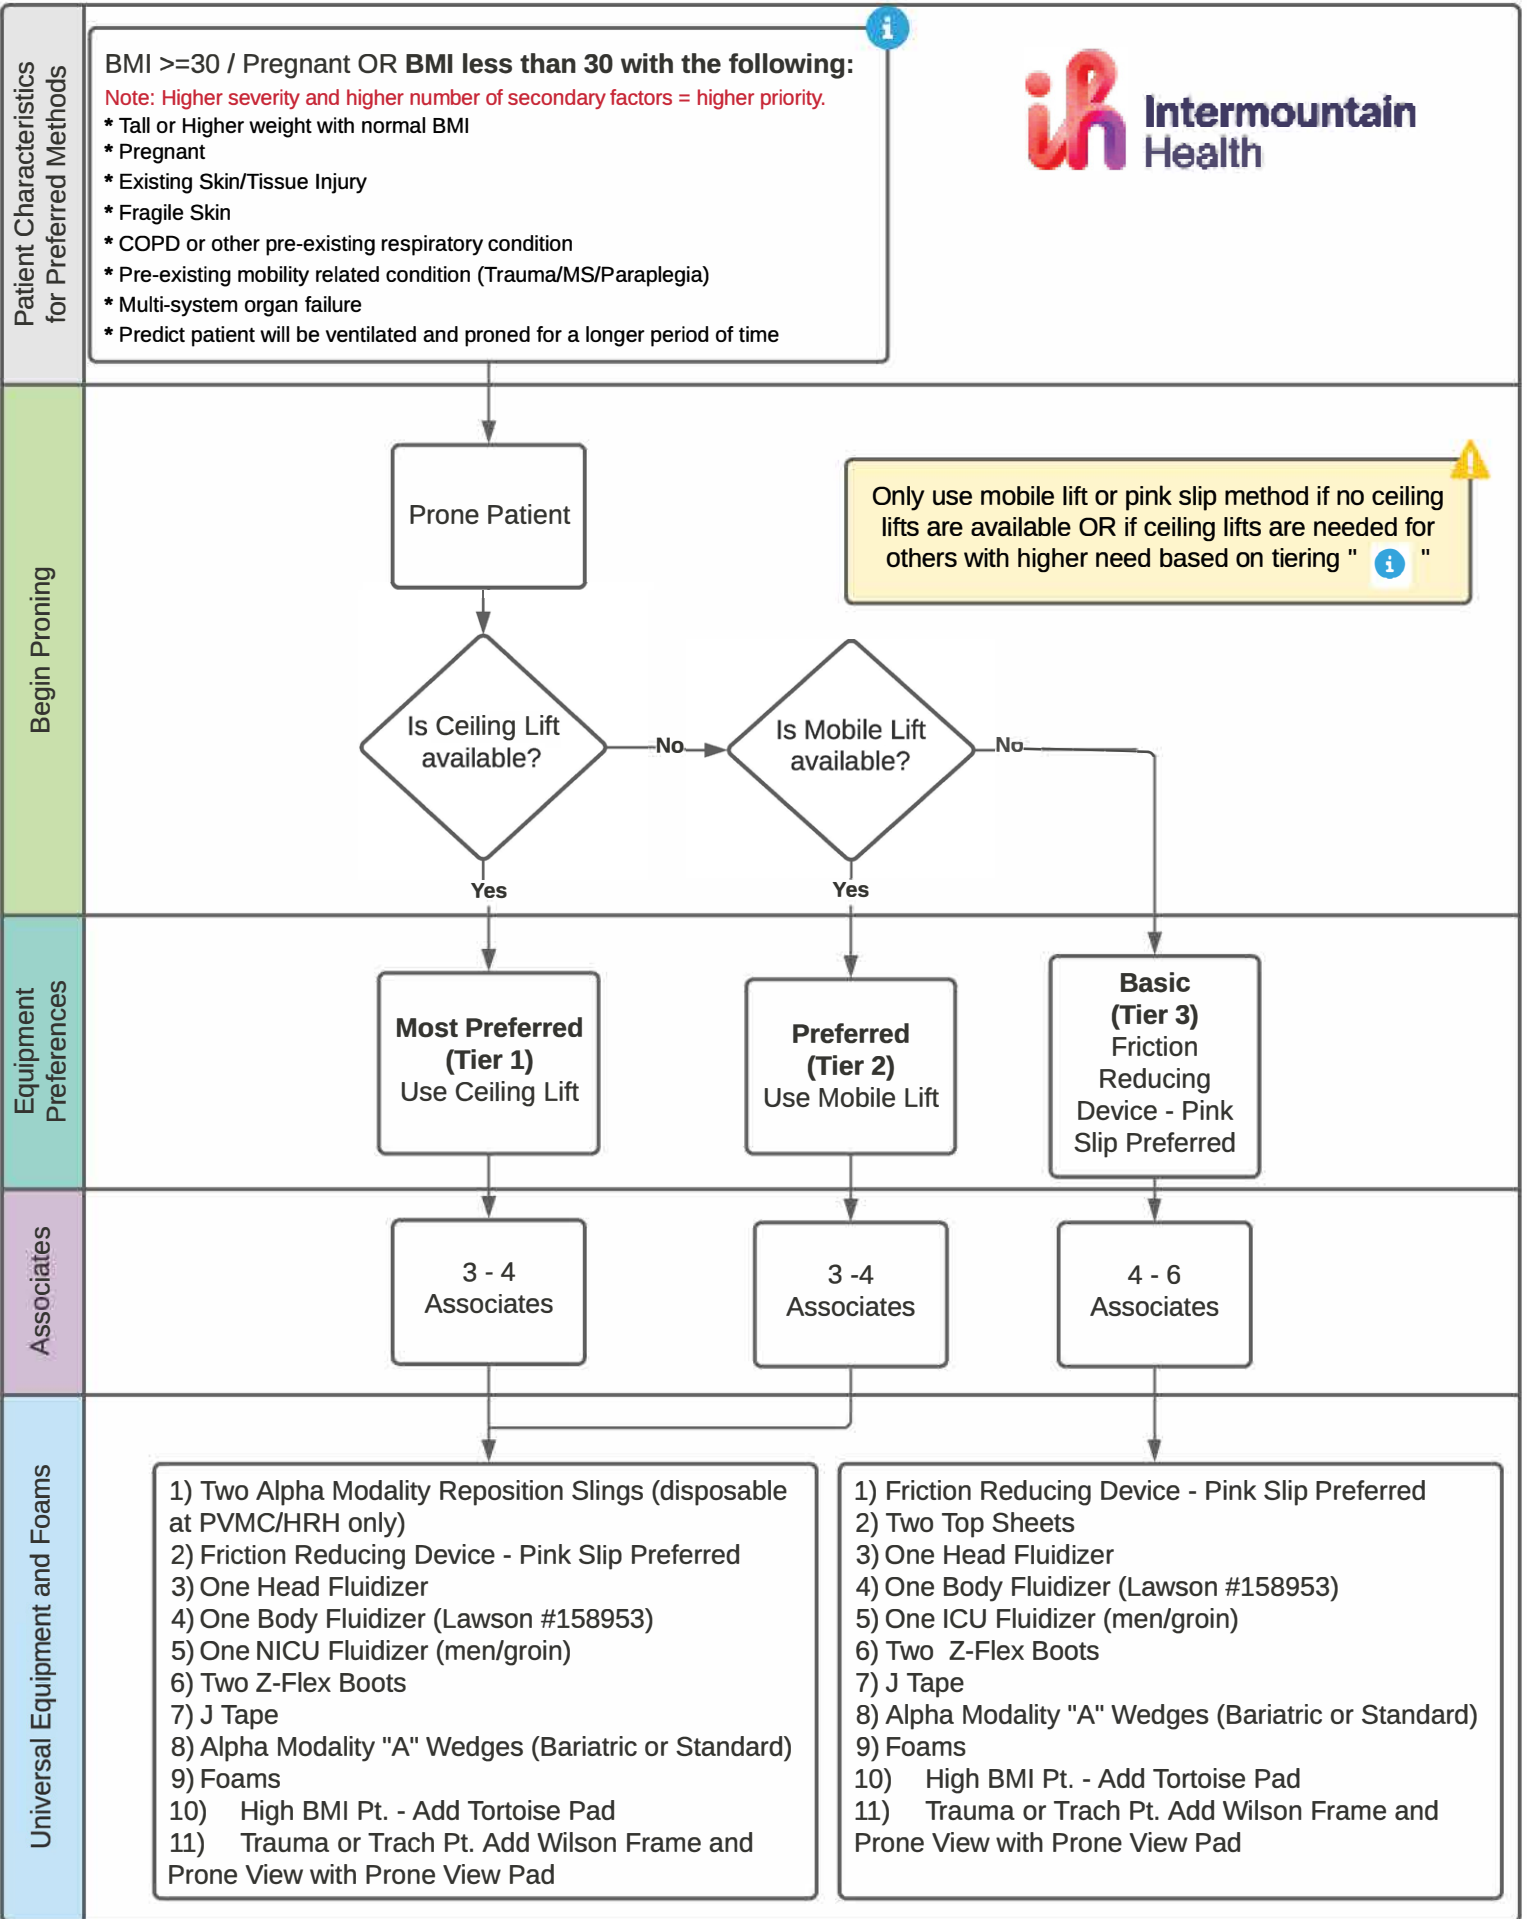 Patient Characteristics
for Preferred Methods
BMI >=30 / Pregnant OR BMI less than 30 with the following:
Note: Higher severity and higher number of secondary factors = higher priority.
* Tall or Higher weight with normal BMI
* Pregnant
* Existing Skin/Tissue Injury
* Fragile Skin
* COPD or other pre-existing respiratory condition
* Pre-existing mobility related condition (Trauma/MS/Paraplegia)
* Multi-system organ failure
* Predict patient will be ventilated and proned for a longer period of time
i
ih
Intermountain
Health
Begin Proning
Prone Patient
Only use mobile lift or pink slip method if no ceiling
lifts are available OR if ceiling lifts are needed for
others with higher need based on tiering " i "
!
Is Ceiling Lift
available?
No
Is Mobile Lift
available?
No
Yes
Yes
Equipment
Preferences
Most Preferred
(Tier 1)
Use Ceiling Lift
Preferred
(Tier 2)
Use Mobile Lift
Basic
(Tier 3)
Friction
Reducing
Device - Pink
Slip Preferred
Associates
3 - 4
Associates
3 -4
Associates
4 - 6
Associates
Universal Equipment and Foams
1) Two Alpha Modality Reposition Slings (disposable
at PVMC/HRH only)
2) Friction Reducing Device - Pink Slip Preferred
3) One Head Fluidizer
4) One Body Fluidizer (Lawson #158953)
5) One NICU Fluidizer (men/groin)
6) Two Z-Flex Boots
7) J Tape
8) Alpha Modality "A" Wedges (Bariatric or Standard)
9) Foams
10) High BMI Pt. - Add Tortoise Pad
11) Trauma or Trach Pt. Add Wilson Frame and
Prone View with Prone View Pad
1) Friction Reducing Device - Pink Slip Preferred
2) Two Top Sheets
3) One Head Fluidizer
4) One Body Fluidizer (Lawson #158953)
5) One ICU Fluidizer (men/groin)
6) Two Z-Flex Boots
7) J Tape
8) Alpha Modality "A" Wedges (Bariatric or Standard)
9) Foams
10) High BMI Pt. - Add Tortoise Pad
11) Trauma or Trach Pt. Add Wilson Frame and
Prone View with Prone View Pad